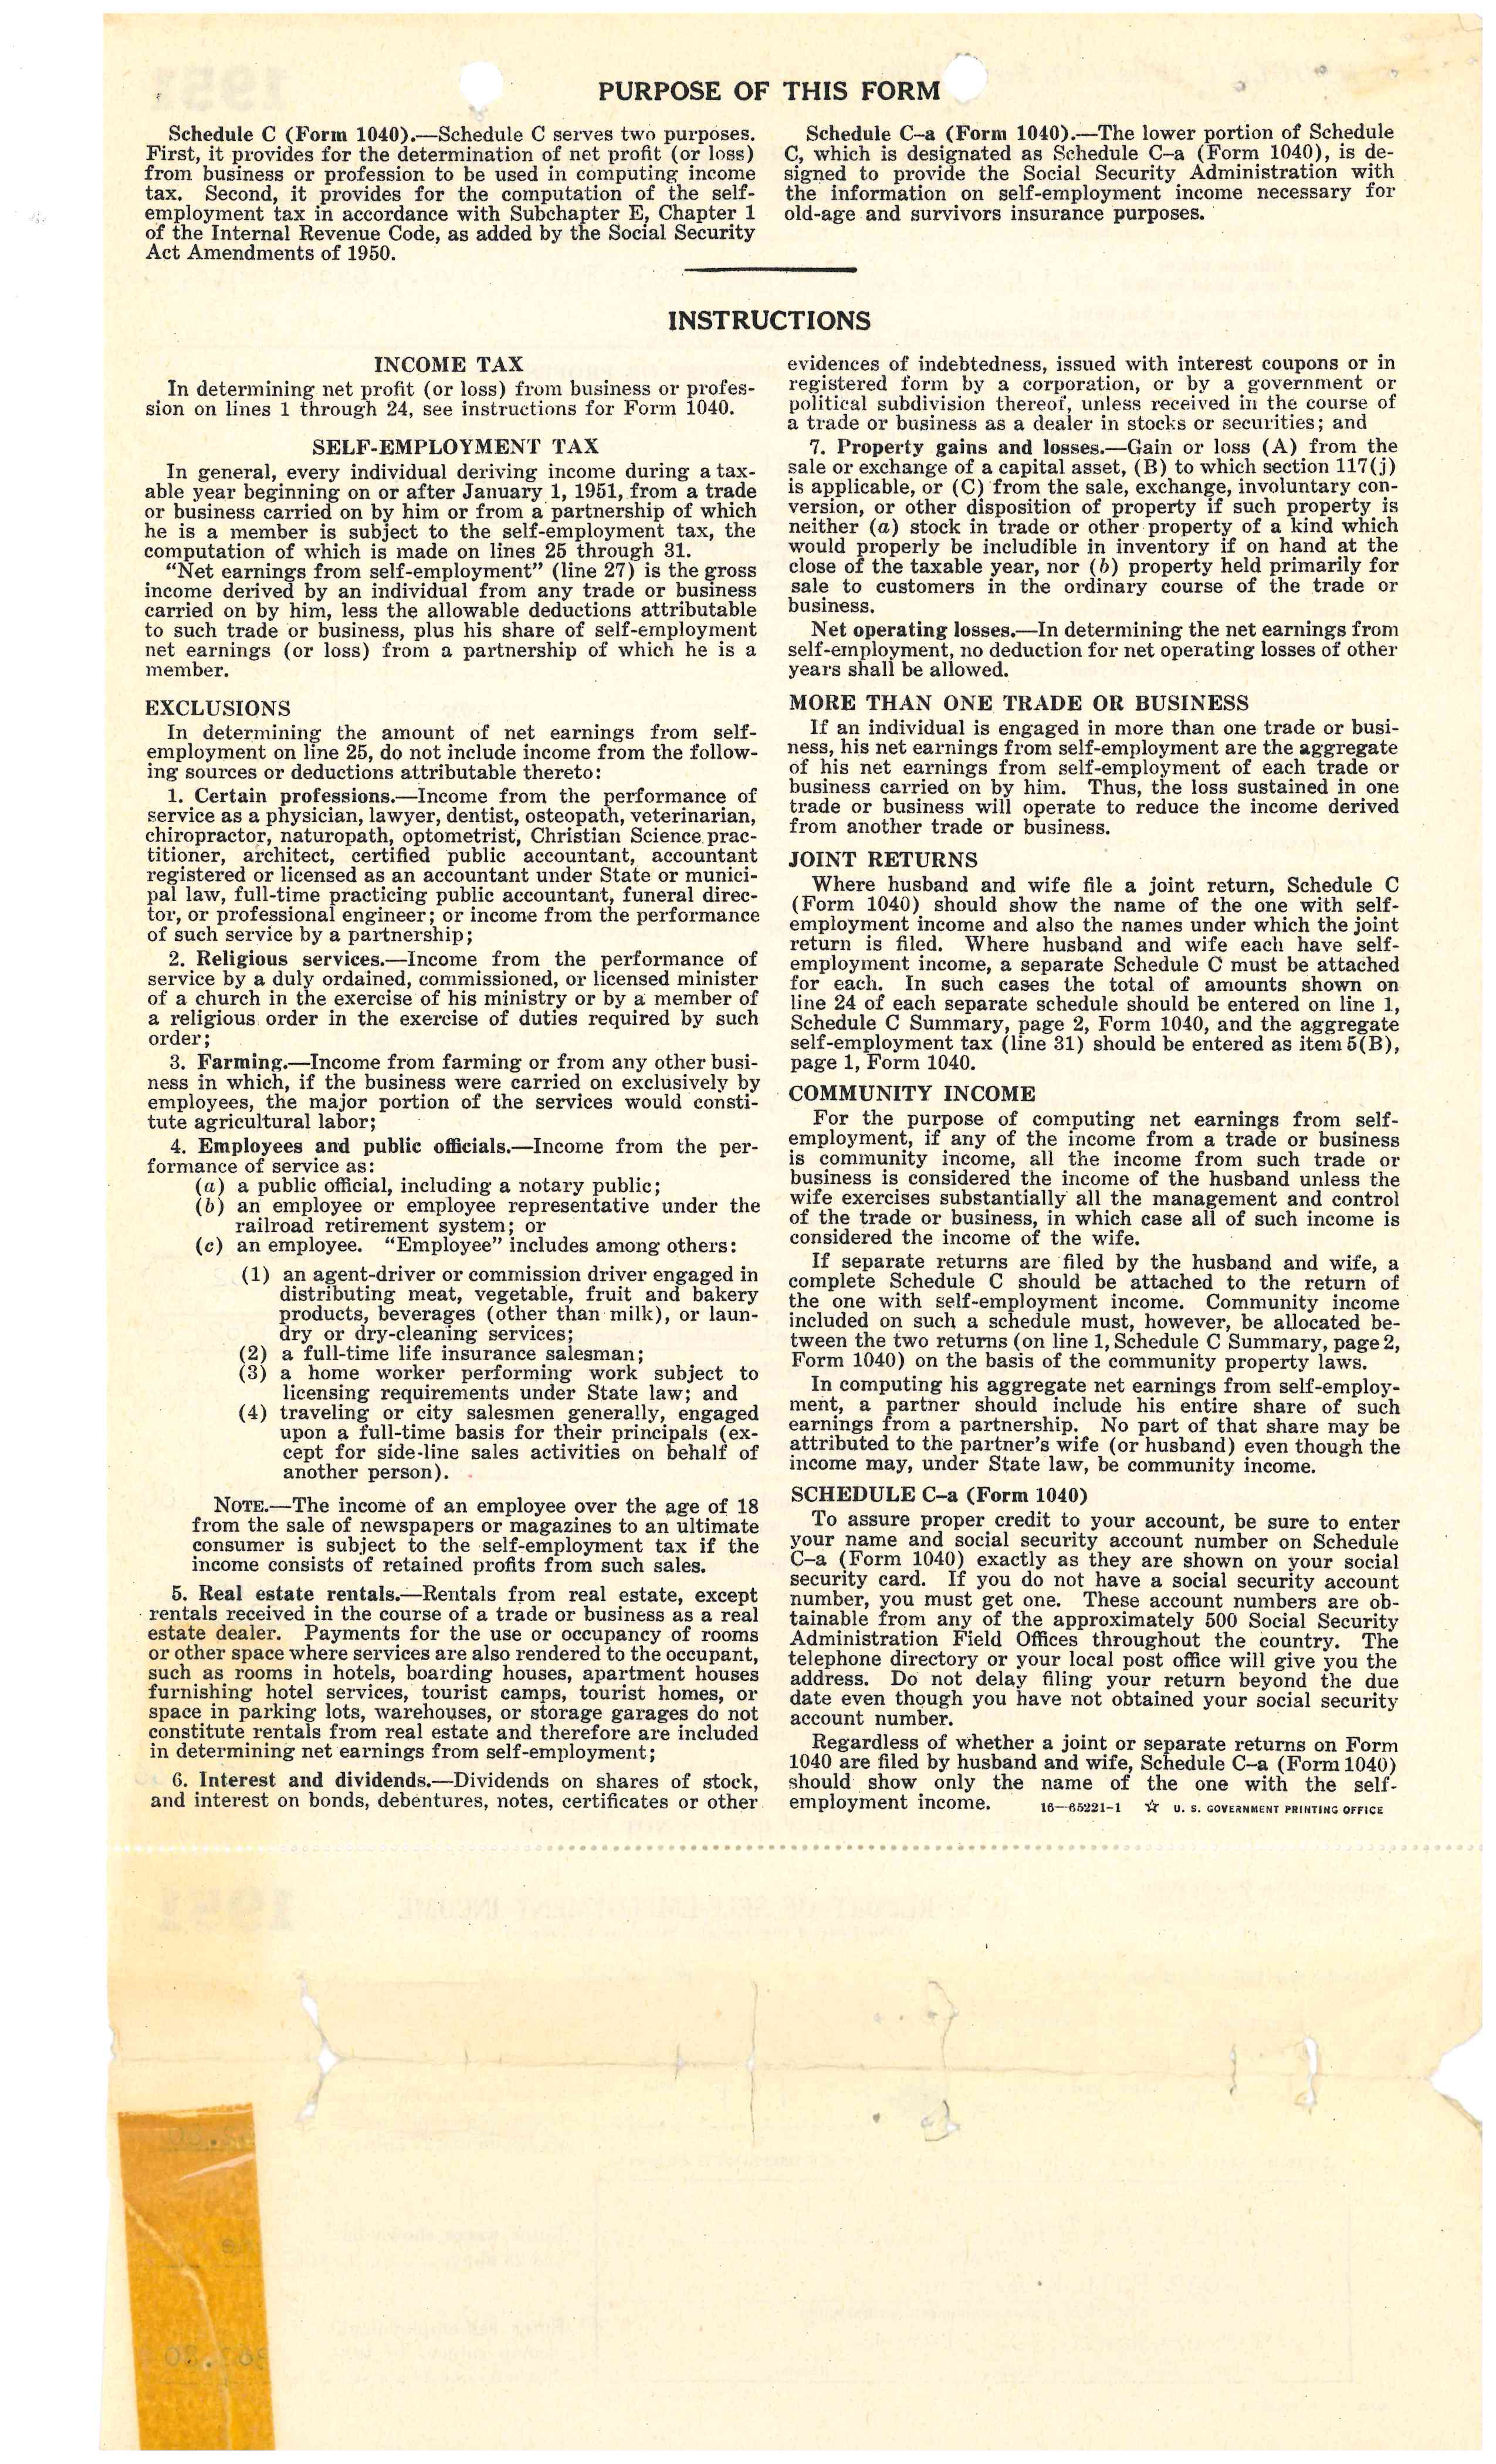 PURPOSE OF THIS FORM
Schedule C (Form 1040).—Schedule C serves two purposes.
First, it provides for the determination of net profit (or loss)
from business or profession to be used in computing income
tax. Second, it provides for the computation of the self-
employment tax in accordance with Subchapter E, Chapter 1
of the Internal Revenue Code, as added by the Social Security
Act Amendments of 1950.
Schedule C–a (Form 1040).—The lower portion of Schedule
C, which is designated as Schedule C–a (Form 1040), is de-
signed to provide the Social Security Administration with
the information on self-employment income necessary for
old-age and survivors insurance purposes.
INSTRUCTIONS
INCOME TAX
In determining net profit (or loss) from business or profes-
sion on lines 1 through 24, see instructions for Form 1040.
SELF-EMPLOYMENT TAX
In general, every individual deriving income during a tax-
able year beginning on or after January 1, 1951, from a trade
or business carried on by him or from a partnership of which
he is a member is subject to the self-employment tax, the
computation of which is made on lines 25 through 31.
“Net earnings from self-employment” (line 27) is the gross
income derived by an individual from any trade or business
carried on by him, less the allowable deductions attributable
to such trade or business, plus his share of self-employment
net earnings (or loss) from a partnership of which he is a
member.
EXCLUSIONS
In determining the amount of net earnings from self-
employment on line 25, do not include income from the follow-
ing sources or deductions attributable thereto:
1. Certain professions.—Income from the performance of
service as a physician, lawyer, dentist, osteopath, veterinarian,
chiropractor, naturopath, optometrist, Christian Science prac-
titioner, architect, certified public accountant, accountant
registered or licensed as an accountant under State or munici-
pal law, full-time practicing public accountant, funeral direc-
tor, or professional engineer; or income from the performance
of such service by a partnership;
2. Religious services.—Income from the performance of
service by a duly ordained, commissioned, or licensed minister
of a church in the exercise of his ministry or by a member of
a religious order in the exercise of duties required by such
order;
3. Farming.—Income from farming or from any other busi-
ness in which, if the business were carried on exclusively by
employees, the major portion of the services would consti-
tute agricultural labor;
4. Employees and public officials.—Income from the per-
formance of service as:
(a) a public official, including a notary public;
(b) an employee or employee representative under the
railroad retirement system; or
(c) an employee. “Employee” includes among others:
(1) an agent-driver or commission driver engaged in
distributing meat, vegetable, fruit and bakery
products, beverages (other than milk), or laun-
dry or dry-cleaning services;
(2) a full-time life insurance salesman;
(3) a home worker performing work subject to
licensing requirements under State law; and
(4) traveling or city salesmen generally, engaged
upon a full-time basis for their principals (ex-
cept for side-line sales activities on behalf of
another person).
NOTE.—The income of an employee over the age of 18
from the sale of newspapers or magazines to an ultimate
consumer is subject to the self-employment tax if the
income consists of retained profits from such sales.
5. Real estate rentals.—Rentals from real estate, except
rentals received in the course of a trade or business as a real
estate dealer. Payments for the use or occupancy of rooms
or other space where services are also rendered to the occupant,
such as rooms in hotels, boarding houses, apartment houses
furnishing hotel services, tourist camps, tourist homes, or
space in parking lots, warehouses, or storage garages do not
constitute rentals from real estate and therefore are included
in determining net earnings from self-employment;
6. Interest and dividends.—Dividends on shares of stock,
and interest on bonds, debentures, notes, certificates or other
evidences of indebtedness, issued with interest coupons or in
registered form by a corporation, or by a government or
political subdivision thereof, unless received in the course of
a trade or business as a dealer in stocks or securities; and
7. Property gains and losses.—Gain or loss (A) from the
sale or exchange of a capital asset, (B) to which section 117(j)
is applicable, or (C) from the sale, exchange, involuntary con-
version, or other disposition of property if such property is
neither (a) stock in trade or other property of a kind which
would properly be includible in inventory if on hand at the
close of the taxable year, nor (b) property held primarily for
sale to customers in the ordinary course of the trade or
business.
Net operating losses.—In determining the net earnings from
self-employment, no deduction for net operating losses of other
years shall be allowed.
MORE THAN ONE TRADE OR BUSINESS
If an individual is engaged in more than one trade or busi-
ness, his net earnings from self-employment are the aggregate
of his net earnings from self-employment of each trade or
business carried on by him. Thus, the loss sustained in one
trade or business will operate to reduce the income derived
from another trade or business.
JOINT RETURNS
Where husband and wife file a joint return, Schedule C
(Form 1040) should show the name of the one with self-
employment income and also the names under which the joint
return is filed. Where husband and wife each have self-
employment income, a separate Schedule C must be attached
for each. In such cases the total of amounts shown on
line 24 of each separate schedule should be entered on line 1,
Schedule C Summary, page 2, Form 1040, and the aggregate
self-employment tax (line 31) should be entered as item 5(B),
page 1, Form 1040.
COMMUNITY INCOME
For the purpose of computing net earnings from self-
employment, if any of the income from a trade or business
is community income, all the income from such trade or
business is considered the income of the husband unless the
wife exercises substantially all the management and control
of the trade or business, in which case all of such income is
considered the income of the wife.
If separate returns are filed by the husband and wife, a
complete Schedule C should be attached to the return of
the one with self-employment income. Community income
included on such a schedule must, however, be allocated be-
tween the two returns (on line 1, Schedule C Summary, page 2,
Form 1040) on the basis of the community property laws.
In computing his aggregate net earnings from self-employ-
ment, a partner should include his entire share of such
earnings from a partnership. No part of that share may be
attributed to the partner’s wife (or husband) even though the
income may, under State law, be community income.
SCHEDULE C–a (Form 1040)
To assure proper credit to your account, be sure to enter
your name and social security account number on Schedule
C–a (Form 1040) exactly as they are shown on your social
security card. If you do not have a social security account
number, you must get one. These account numbers are ob-
tainable from any of the approximately 500 Social Security
Administration Field Offices throughout the country. The
telephone directory or your local post office will give you the
address. Do not delay filing your return beyond the due
date even though you have not obtained your social security
account number.
Regardless of whether a joint or separate returns on Form
1040 are filed by husband and wife, Schedule C–a (Form 1040)
should show only the name of the one with the self-
employment income. 16—65221-1 ☆ U. S. GOVERNMENT PRINTING OFFICE